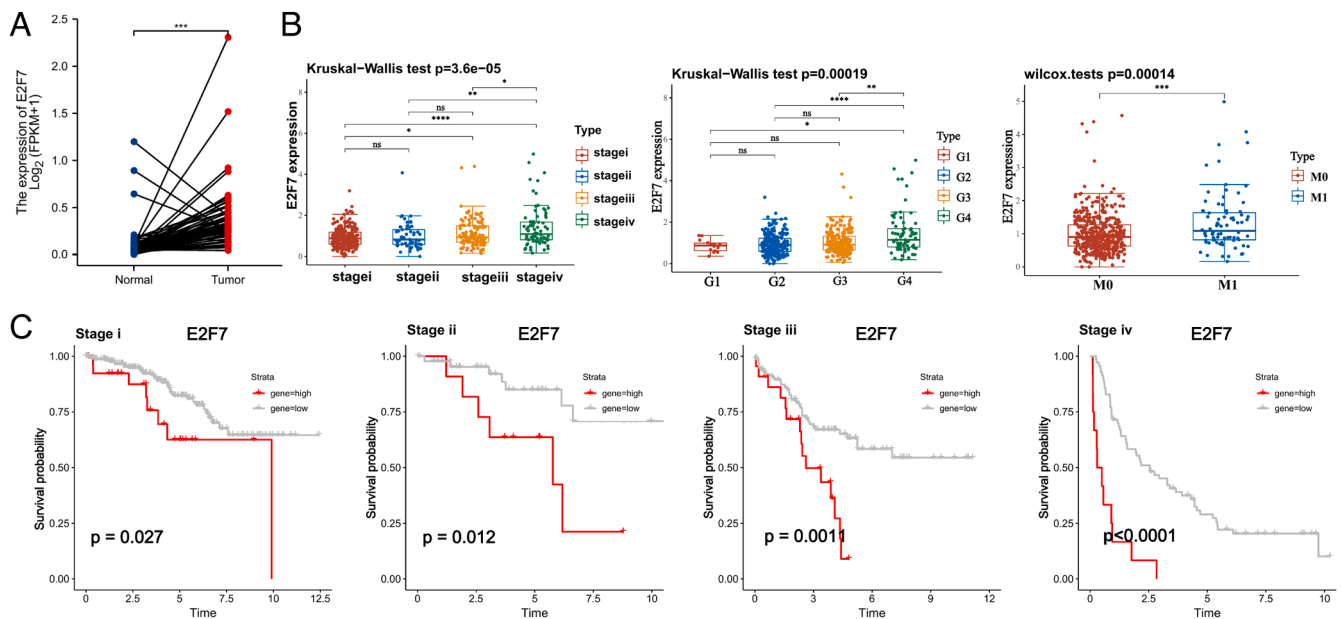 A
The expression of E2F7
Log2 (FPKM+1)
2.5
2.0
1.5
1.0
0.5
0.0
***
Normal
Tumor
B
Kruskal-Wallis test p=3.6e-05
E2F7 expression
8
6
4
2
0
*
**
ns
****
*
ns
stagei
stageii
stageiii
stageiv
Type
stagei
stageii
stageiii
stageiv
Kruskal-Wallis test p=0.00019
E2F7 expression
8
6
4
2
0
**
****
ns
*
ns
ns
G1
G2
G3
G4
Type
G1
G2
G3
G4
wilcox.tests p=0.00014
E2F7 expression
5
4
3
2
1
0
***
M0
M1
Type
M0
M1
C
Stage i
E2F7
Survival probability
1.00
0.75
0.50
0.25
0.00
Strata
gene=high
gene=low
p = 0.027
0.0
2.5
5.0
7.5
10.0
12.5
Time
Stage ii
E2F7
Survival probability
1.00
0.75
0.50
0.25
0.00
Strata
gene=high
gene=low
p = 0.012
0.0
2.5
5.0
7.5
10.0
Time
Stage iii
E2F7
Survival probability
1.00
0.75
0.50
0.25
0.00
Strata
gene=high
gene=low
p = 0.0011
0
3
6
9
12
Time
Stage iv
E2F7
Survival probability
1.00
0.75
0.50
0.25
0.00
Strata
gene=high
gene=low
p<0.0001
0.0
2.5
5.0
7.5
10
Time